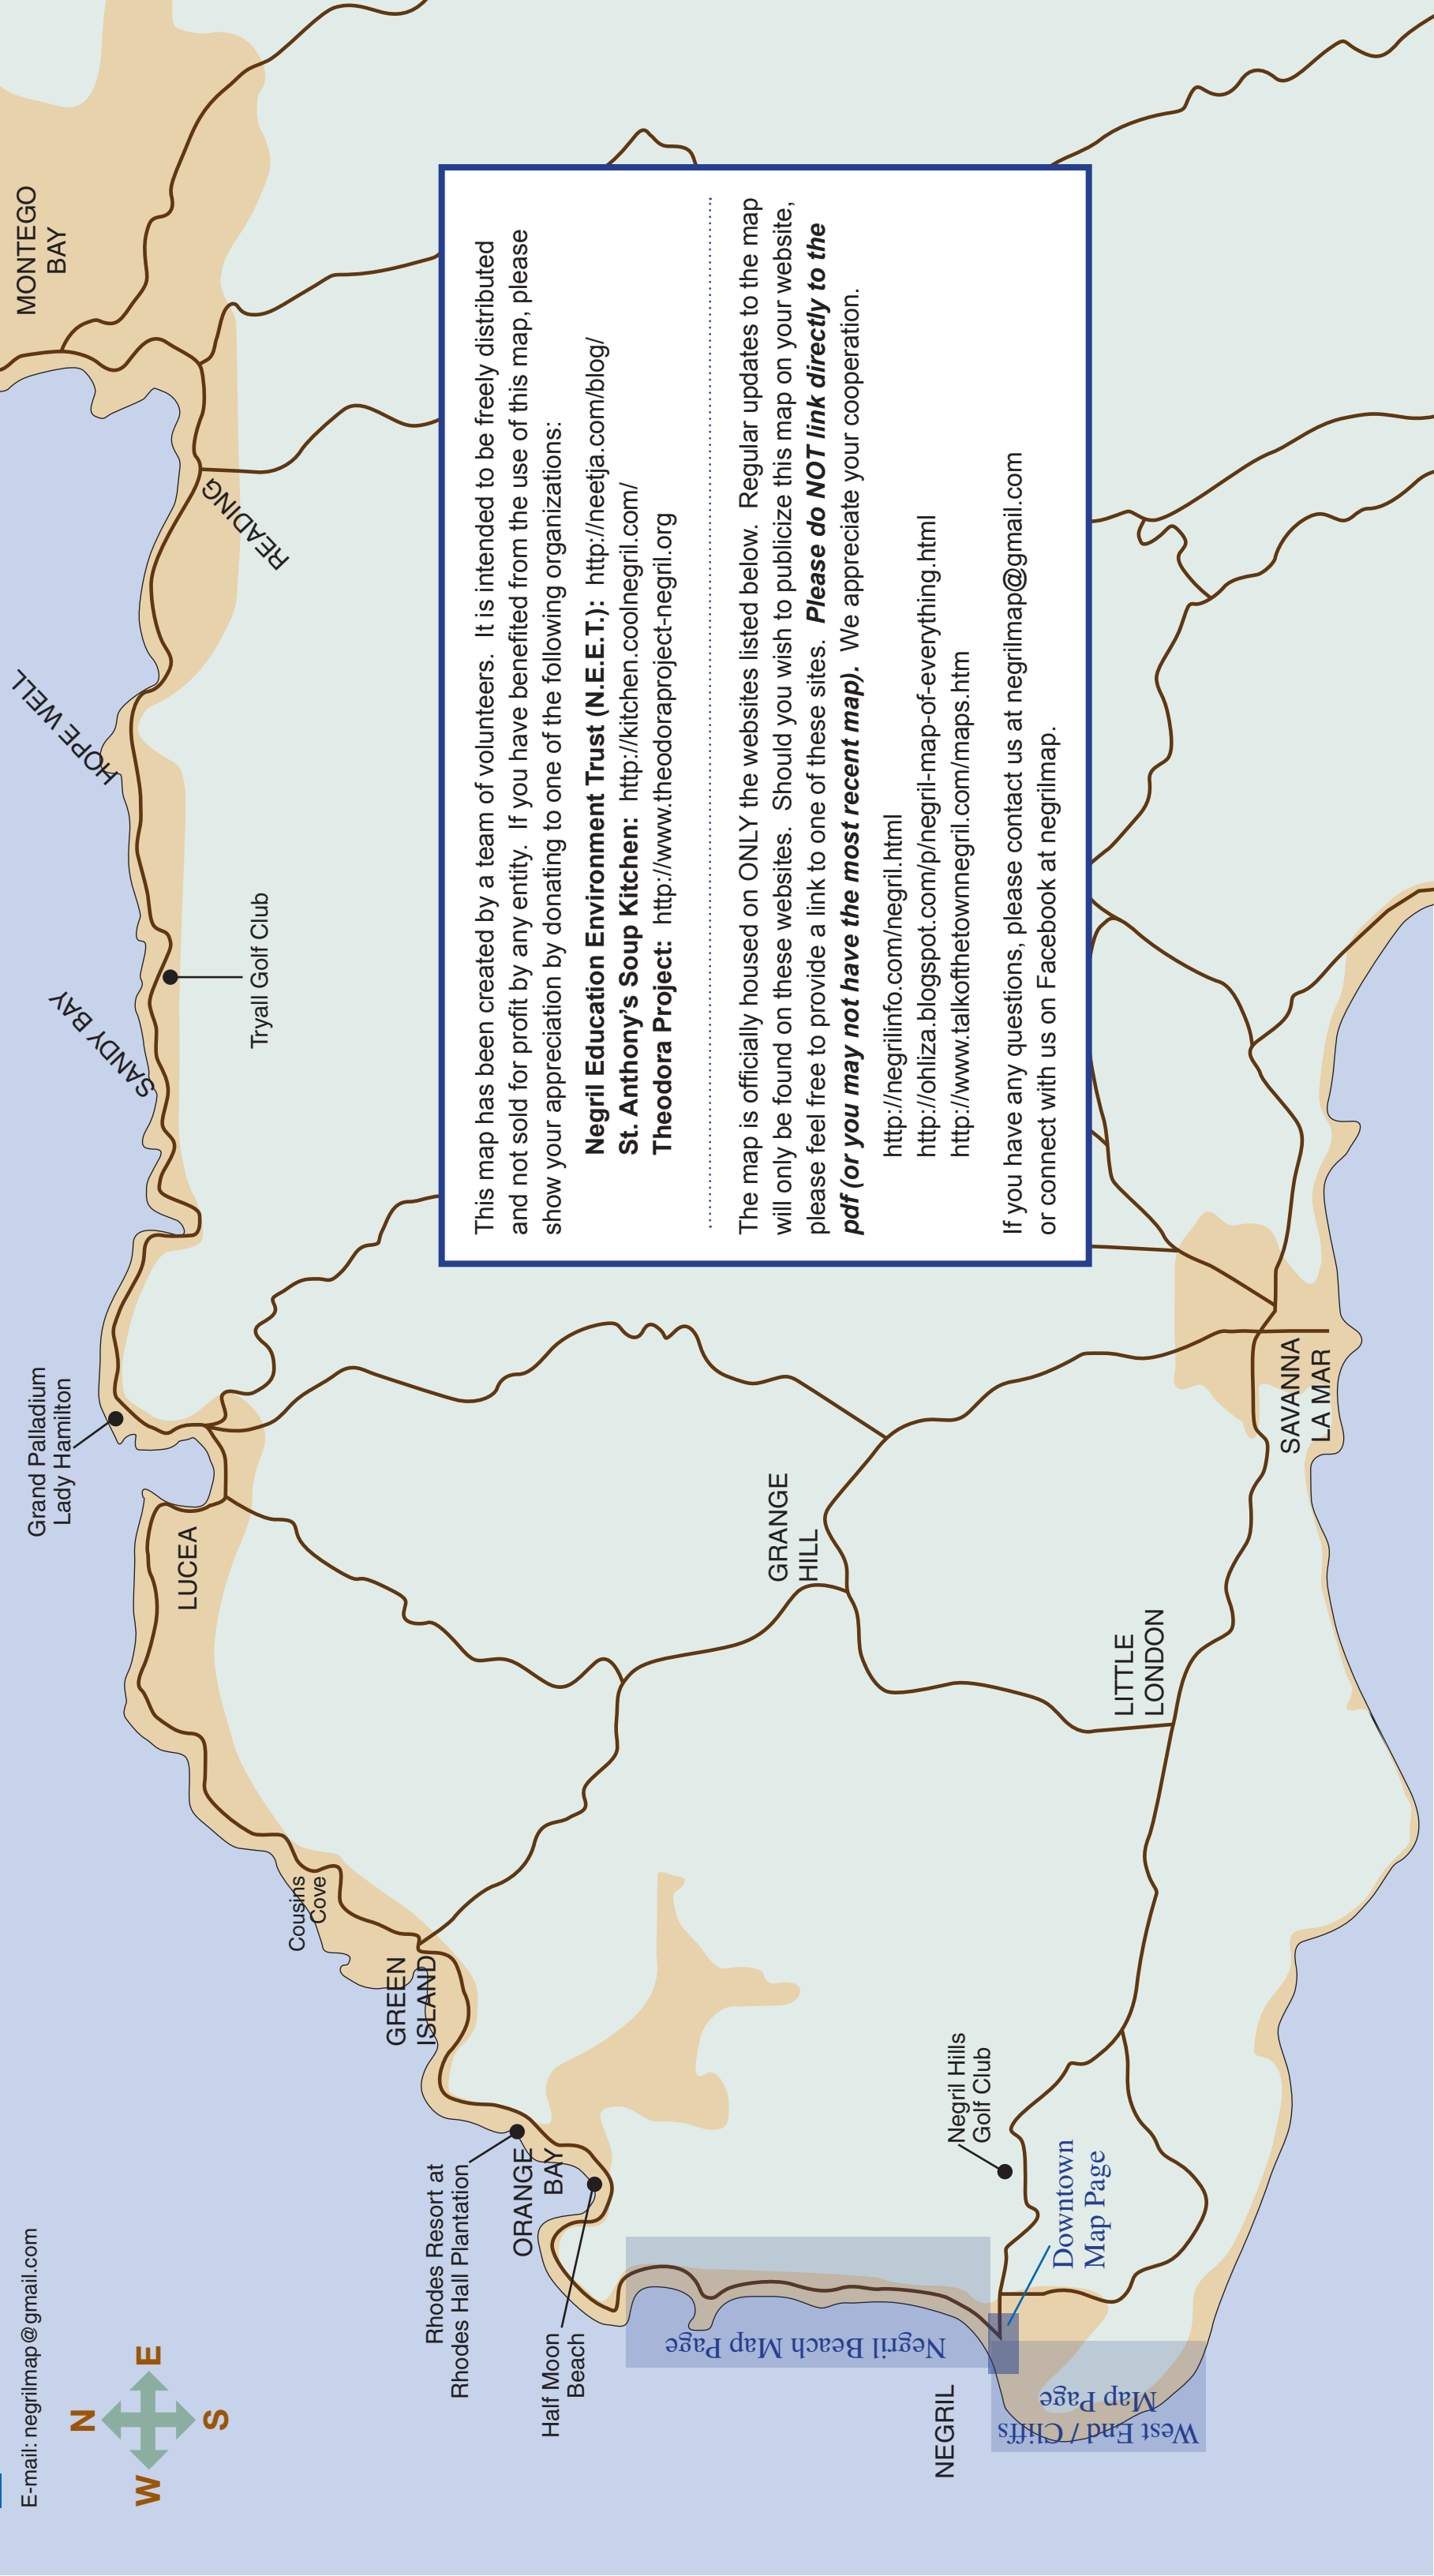 E-mail: negrilmap@gmail.com
N
W
E
S
Grand Palladium
Lady Hamilton
SANDY BAY
HOPE WELL
MONTEGO
BAY
LUCEA
Tryall Golf Club
READING
Cousins
Cove
GREEN
ISLAND
Rhodes Resort at
Rhodes Hall Plantation
ORANGE
BAY
Half Moon
Beach
This map has been created by a team of volunteers. It is intended to be freely distributed
and not sold for profit by any entity. If you have benefited from the use of this map, please
show your appreciation by donating to one of the following organizations:
Negril Education Environment Trust (N.E.E.T.): http://neetja.com/blog/
St. Anthony's Soup Kitchen: http://kitchen.coolnegril.com/
Theodora Project: http://www.theodoraproject-negril.org
The map is officially housed on ONLY the websites listed below. Regular updates to the map
will only be found on these websites. Should you wish to publicize this map on your website,
please feel free to provide a link to one of these sites. Please do NOT link directly to the
pdf (or you may not have the most recent map). We appreciate your cooperation.
http://negrilinfo.com/negril.html
http://ohliza.blogspot.com/p/negril-map-of-everything.html
http://www.talkofthetownnegril.com/maps.htm
If you have any questions, please contact us at negrilmap@gmail.com
or connect with us on Facebook at negrilmap.
GRANGE
HILL
Negril Beach Map Page
NEGRIL
Negril Hills
Golf Club
Downtown
Map Page
West End / Cliffs
Map Page
LITTLE
LONDON
SAVANNA
LA MAR